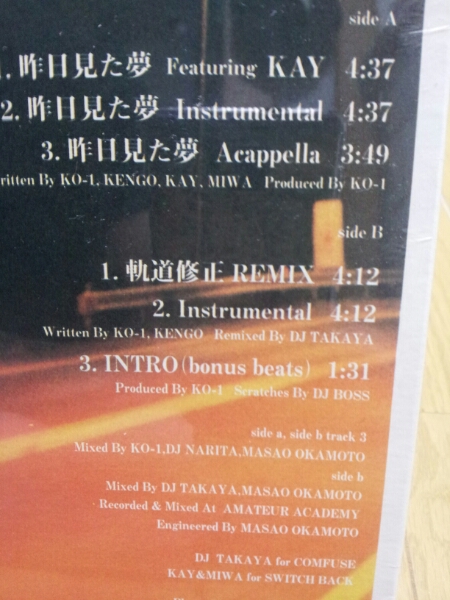 side A
1. 昨日見た夢 Featuring KAY 4:37
2. 昨日見た夢 Instrumental 4:37
3. 昨日見た夢 Acappella 3:49
ritten By KO-1, KENGO, KAY, MIWA Produced By KO-1
side B
1. 軌道修正 REMIX 4:12
2. Instrumental 4:12
Written By KO-1, KENGO Remixed By DJ TAKAYA
3. INTRO (bonus beats) 1:31
Produced By KO-1 Scratches By DJ BOSS
side a, side b track 3
Mixed By KO-1,DJ NARITA,MASAO OKAMOTO
side b
Mixed By DJ TAKAYA,MASAO OKAMOTO
Recorded & Mixed At AMATEUR ACADEMY
Engineered By MASAO OKAMOTO
DJ TAKAYA for COMFUSE
KAY&MIWA for SWITCH BACK